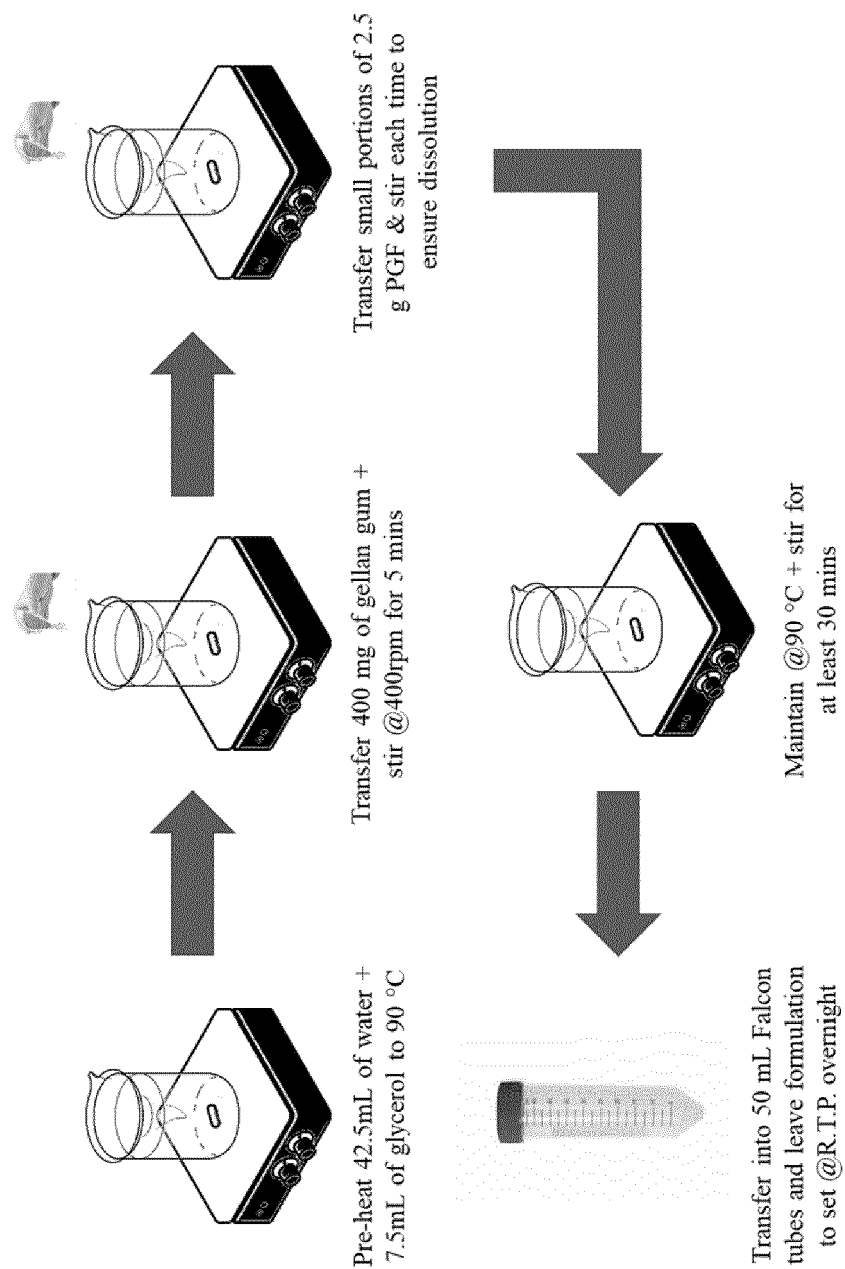 Pre-heat 42.5mL of water +
7.5mL of glycerol to 90 °C
Transfer 400 mg of gellan gum +
stir @400rpm for 5 mins
Transfer small portions of 2.5
g PGF & stir each time to
ensure dissolution
Maintain @90 °C + stir for
at least 30 mins
Transfer into 50 mL Falcon
tubes and leave formulation
to set @R.T.P. overnight